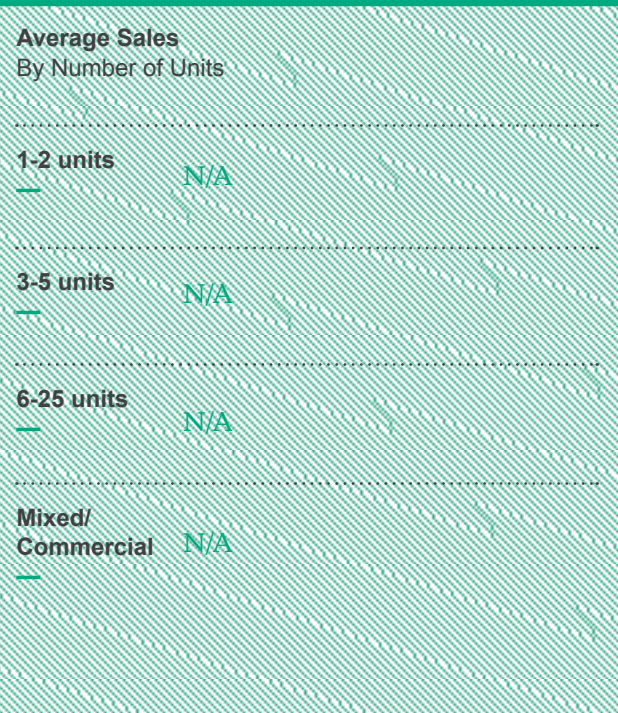 Average Sales
By Number of Units
1-2 units
N/A
3-5 units
N/A
6-25 units
N/A
Mixed/
Commercial N/A